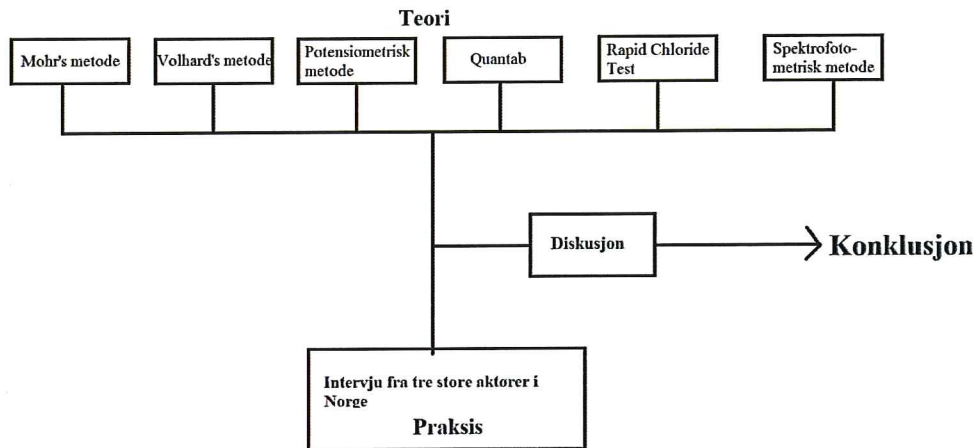 Teori
Mohr's metode
Volhard's metode
Potensiometrisk
metode
Quantab
Rapid Chloride
Test
Spektrofoto-
metrisk metode
Diskusjon
Konklusjon
Intervju fra tre store aktører i
Norge
Praksis